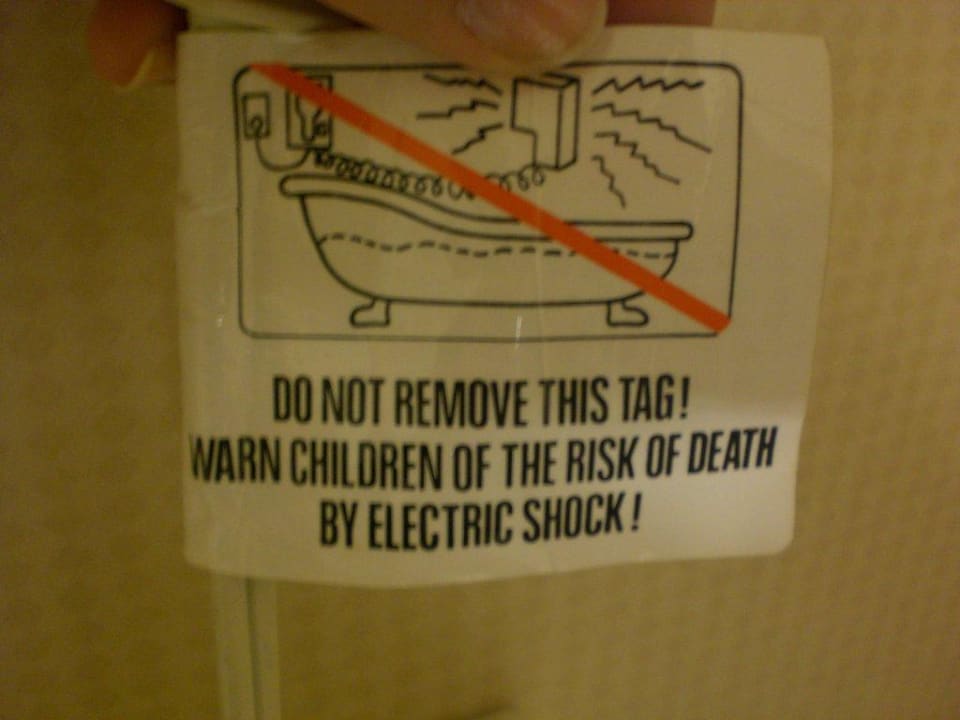 DO NOT REMOVE THIS TAG!
WARN CHILDREN OF THE RISK OF DEATH
BY ELECTRIC SHOCK!